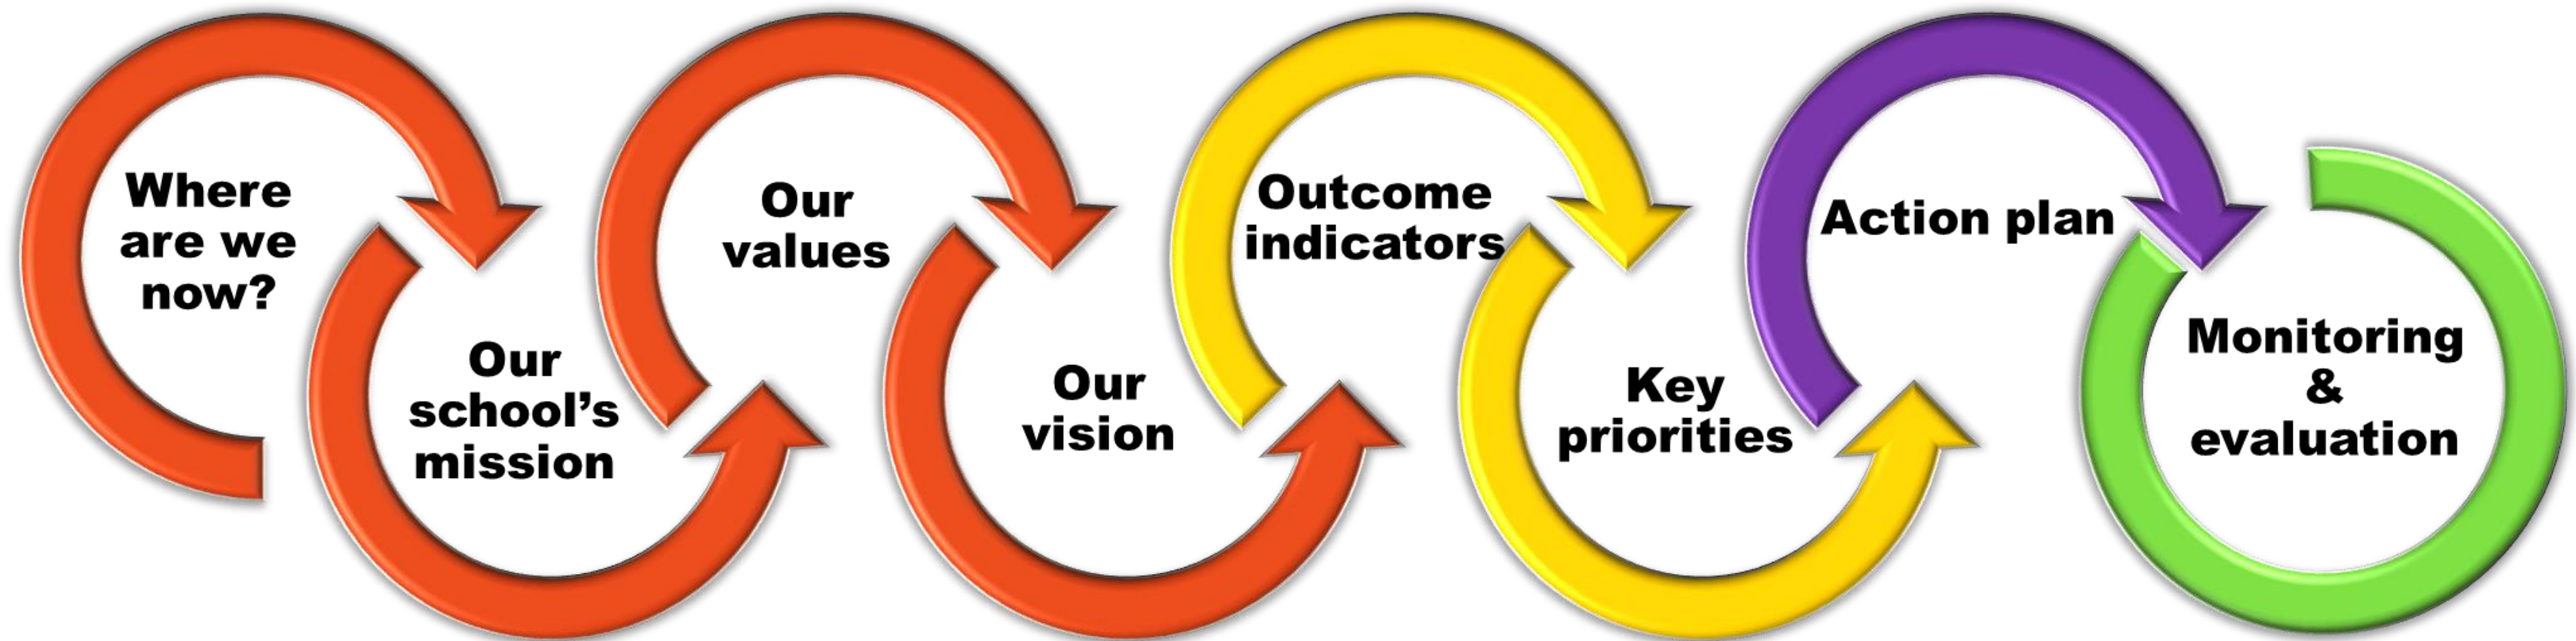 Where
are we
now?
Our
school’s
mission
Our
values
Our
vision
Outcome
indicators
Key
priorities
Action plan
Monitoring
&
evaluation